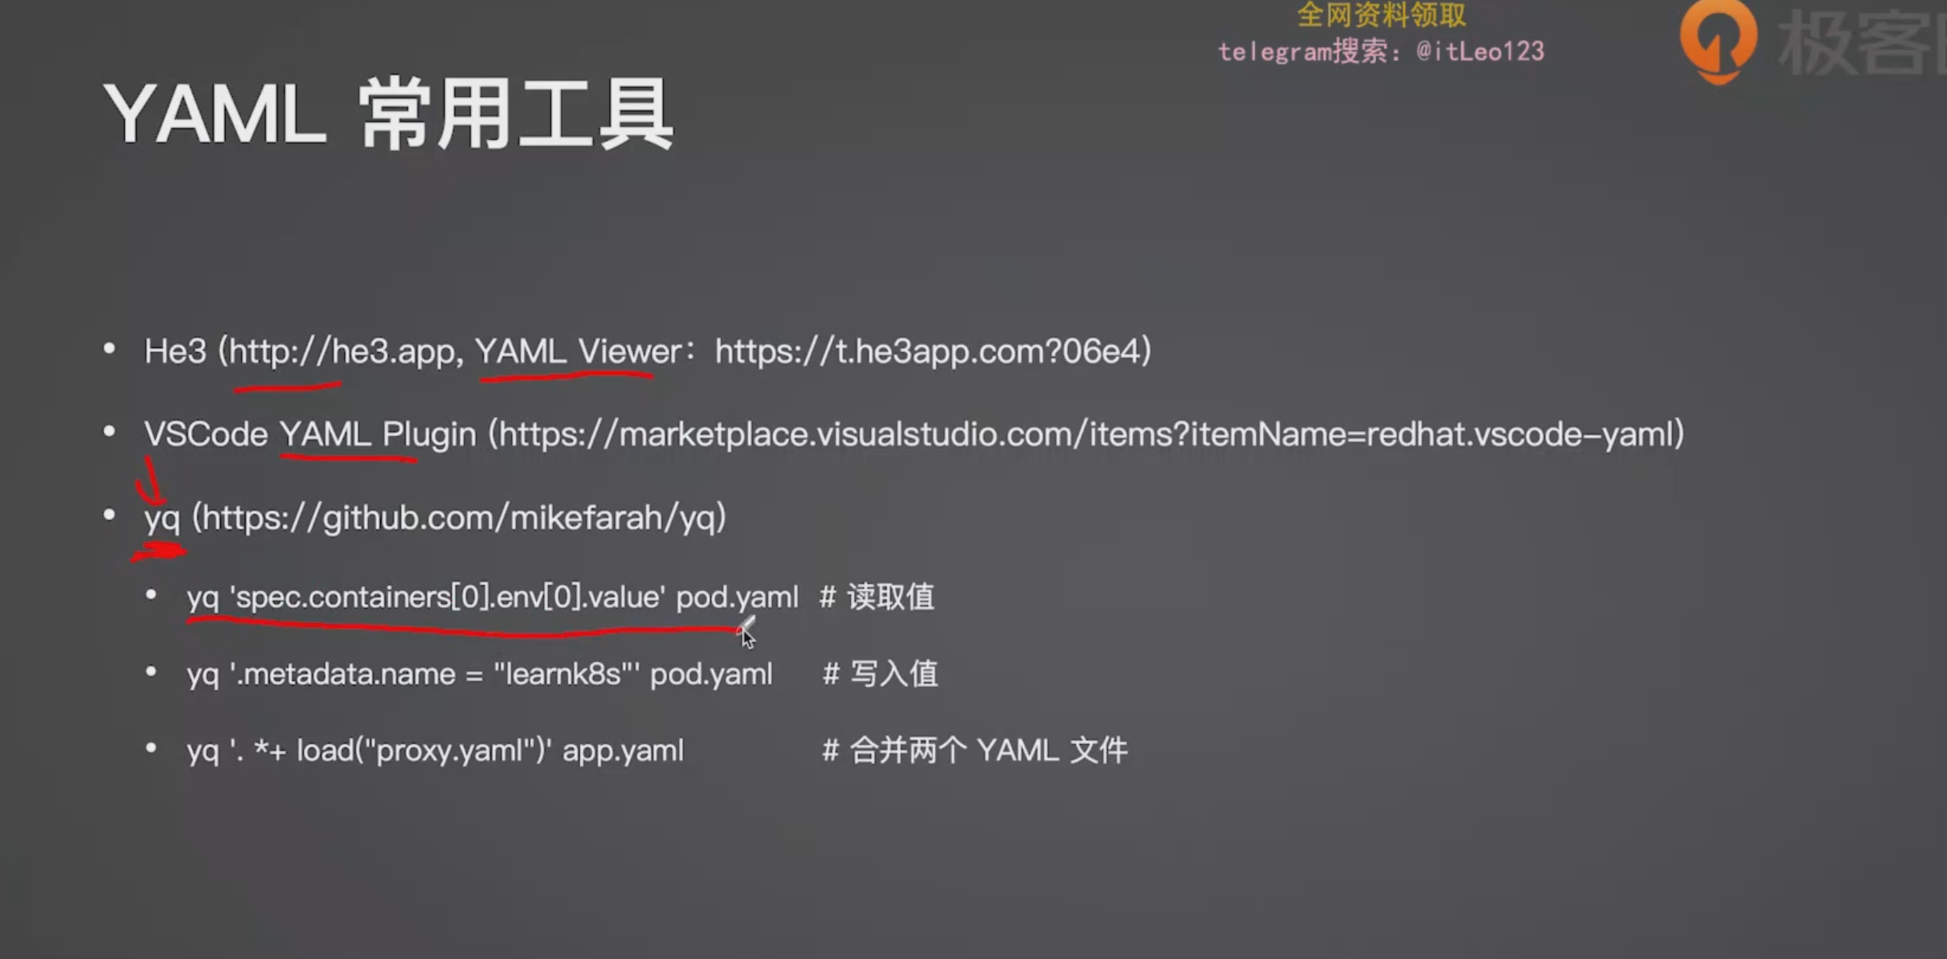 全网资料领取
telegram搜索：@itLeo123
极客
YAML 常用工具
• He3 (http://he3.app, YAML Viewer：https://t.he3app.com?06e4)
• VSCode YAML Plugin (https://marketplace.visualstudio.com/items?itemName=redhat.vscode-yaml)
• yq (https://github.com/mikefarah/yq)
• yq 'spec.containers[0].env[0].value' pod.yaml # 读取值
• yq '.metadata.name = "learnk8s"' pod.yaml # 写入值
• yq '. *+ load("proxy.yaml")' app.yaml # 合并两个 YAML 文件